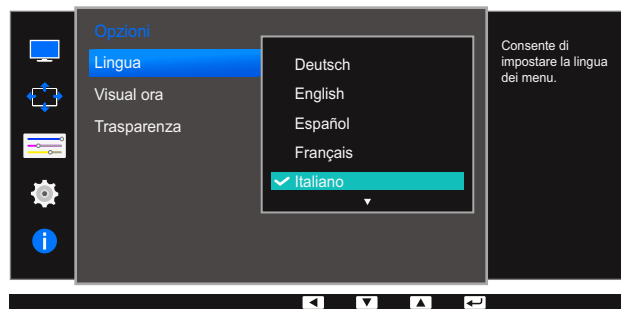 Opzioni
Lingua
Visual ora
Trasparenza
Deutsch
English
Español
Français
Italiano
Consente di
impostare la lingua
dei menu.